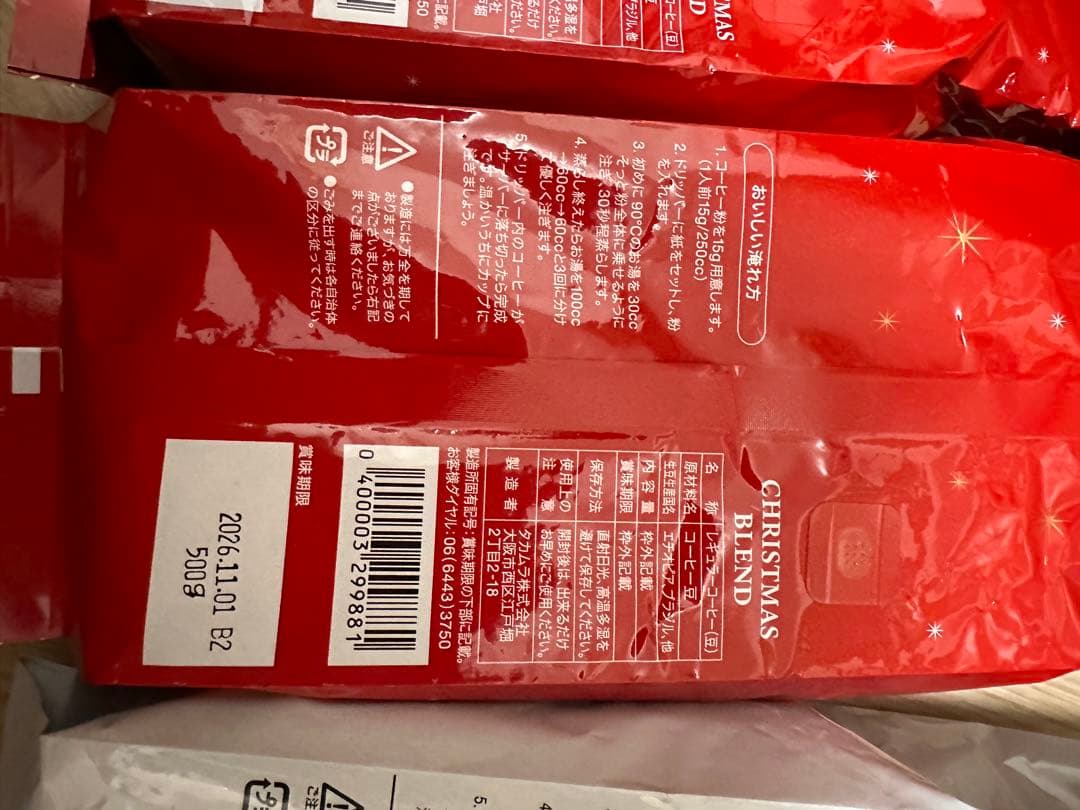 CHRISTMAS
BLEND
おいしい淹れ方
1. コーヒー粉を15g用意します。
(1人前15g/250cc)
2. ドリッパーに紙をセットし、粉
を入れます。
3. 初めに90℃のお湯を30cc
そっと粉全体に乗せるように
注ぎ、30秒程蒸らします。
4. 蒸らし終えたらお湯を100cc
→60cc→60ccと3回に分け
て優しく注ぎます。
5. ドリッパー内のコーヒーが
サーバーに落ち切ったら完成
です。温かいうちにカップに
注ぎましょう。
ご注意
●製造には万全を期して
おりますが、お気づきの
点がございましたら右記
までご連絡ください。
プラ
●ごみを出す時は各自治体
の区分に従ってください。
名称 レギュラーコーヒー(豆)
原材料名 コーヒー豆
生豆生産国名 エチオピア、ブラジル、他
内容量 枠外記載
賞味期限 枠外記載
保存方法 直射日光、高温多湿を
避けて保存してください。
使用上の
注意 開封後は、出来るだけ
お早めにご使用ください。
製造者 タカムラ株式会社
大阪市西区江戸堀
2丁目2-18
製造所固有記号:賞味期限の下部に記載。
お客様ダイヤル:06(6443)3750
0 400003 299881
賞味期限
2026.11.01 B2
500g